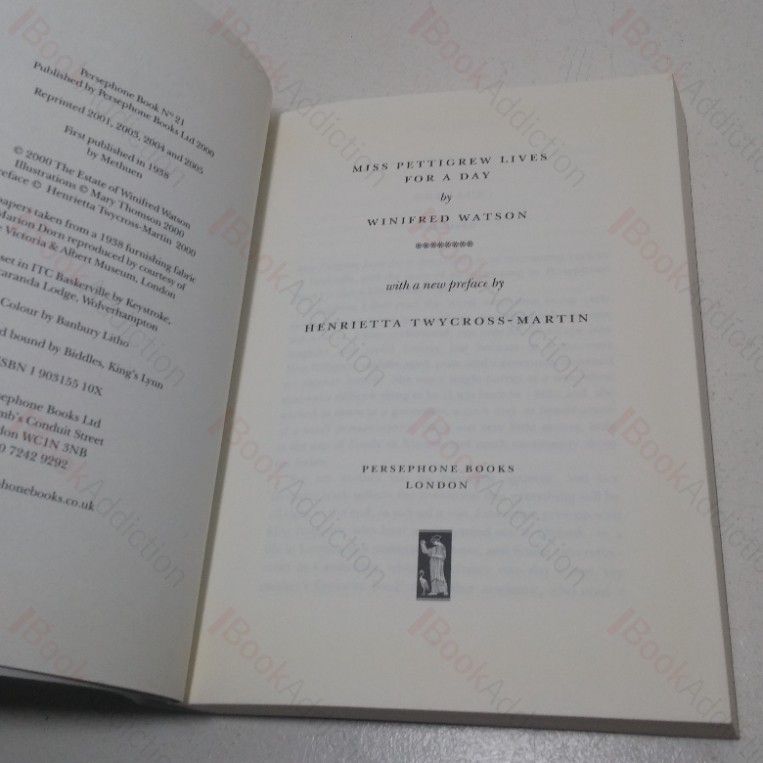 Persephone Book N° 21
Published by Persephone Books Ltd 2000
Reprinted 2001, 2003, 2004 and 2005
First published in 1938
by Methuen
© 2000 The Estate of Winifred Watson
Illustrations © Mary Thomson 2000
reface © Henrietta Twycross-Martin 2000
papers taken from a 1938 furnishing fabric
Marion Dorn reproduced by courtesy of
e Victoria & Albert Museum, London
set in ITC Baskerville by Keystroke,
caranda Lodge, Wolverhampton
Colour by Banbury Litho
d bound by Biddles, King's Lynn
ISBN 1 903155 10X
sephone Books Ltd
mb's Conduit Street
don WC1N 3NB
0 7242 9292
phonebooks.co.uk
MISS PETTIGREW LIVES
FOR A DAY
by
WINIFRED WATSON
with a new preface by
HENRIETTA TWYCROSS-MARTIN
PERSEPHONE BOOKS
LONDON
BookAddiction